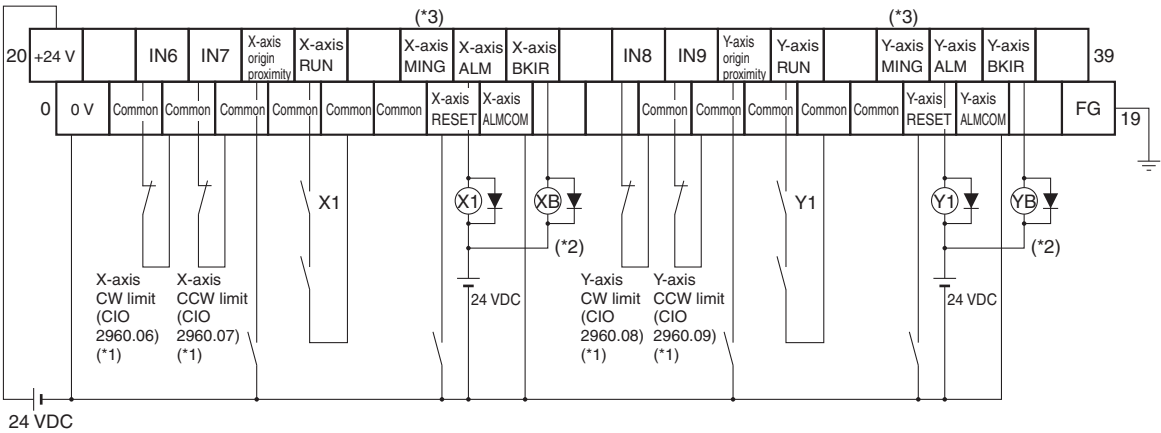 (*3) (*3)
20 +24 V IN6 IN7 X-axis origin proximity X-axis RUN X-axis MING X-axis ALM X-axis BKIR IN8 IN9 Y-axis origin proximity Y-axis RUN Y-axis MING Y-axis ALM Y-axis BKIR 39
0 0 V Common Common Common Common Common Common X-axis RESET X-axis ALMCOM Common Common Common Common Common Y-axis RESET Y-axis ALMCOM FG 19
X1 X1 XB Y1 Y1 YB
(*2) (*2)
X-axis CW limit (CIO 2960.06) (*1)
X-axis CCW limit (CIO 2960.07) (*1)
24 VDC
Y-axis CW limit (CIO 2960.08) (*1)
Y-axis CCW limit (CIO 2960.09) (*1)
24 VDC
24 VDC